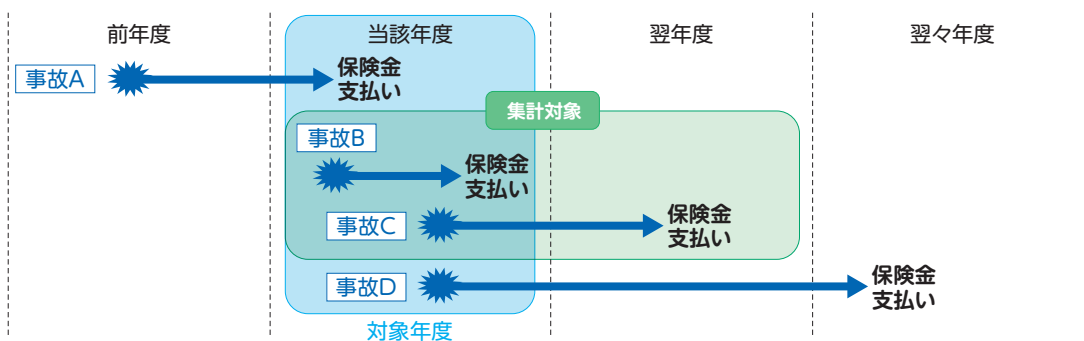 前年度
当該年度
翌年度
翌々年度
事故A
保険金
支払い
集計対象
事故B
保険金
支払い
事故C
保険金
支払い
事故D
保険金
支払い
対象年度